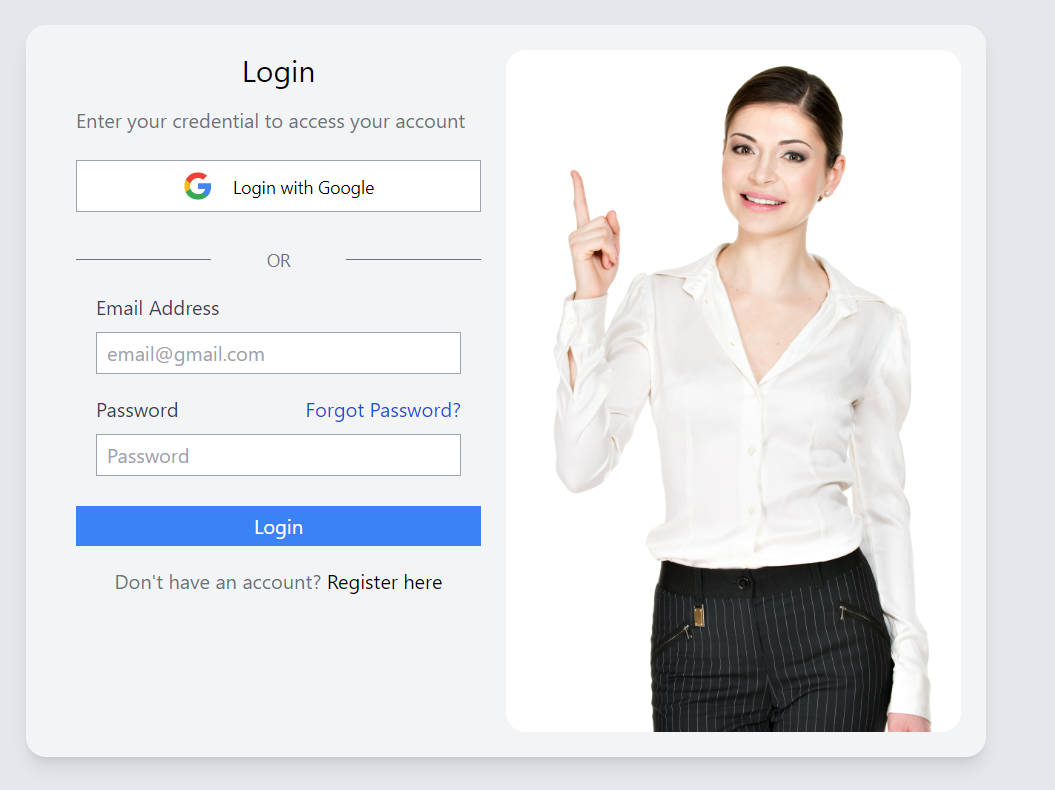 Login
Enter your credential to access your account
Login with Google
OR
Email Address
email@gmail.com
Password Forgot Password?
Password
Login
Don't have an account? Register here